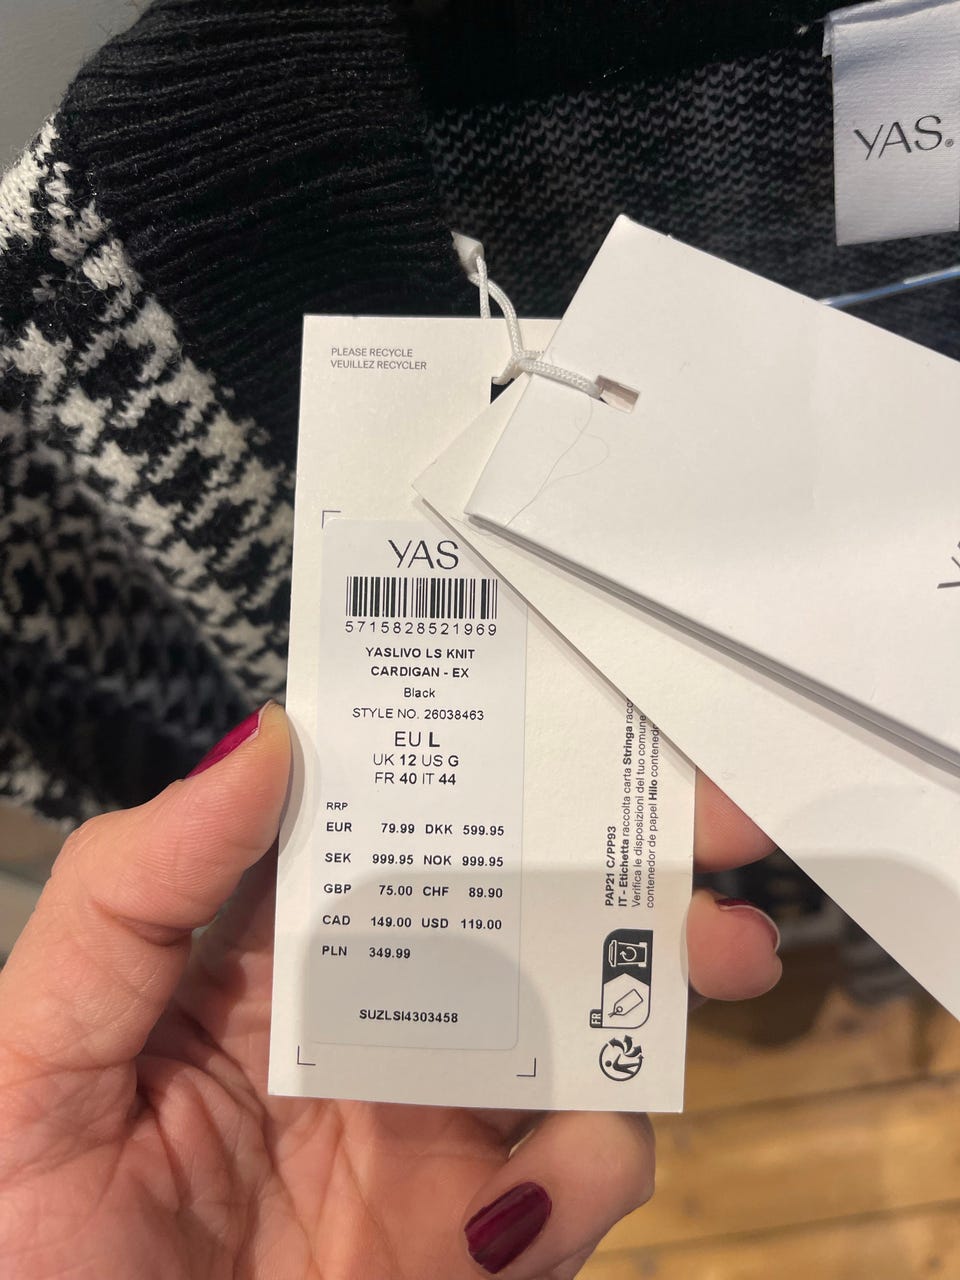 YAS.
PLEASE RECYCLE
VEUILLEZ RECYCLER
YAS
5715828521969
YASLIVO LS KNIT
CARDIGAN - EX
Black
STYLE NO. 26038463
EU L
UK 12 US G
FR 40 IT 44
RRP
EUR 79.99 DKK 599.95
SEK 999.95 NOK 999.95
GBP 75.00 CHF 89.90
CAD 149.00 USD 119.00
PLN 349.99
SUZLSI4303458
PAP21 C/PP93
IT - Etichetta raccolta carta Stringa
Verifica le disposizioni del tuo comune
contenedor de papel Hilo
FR